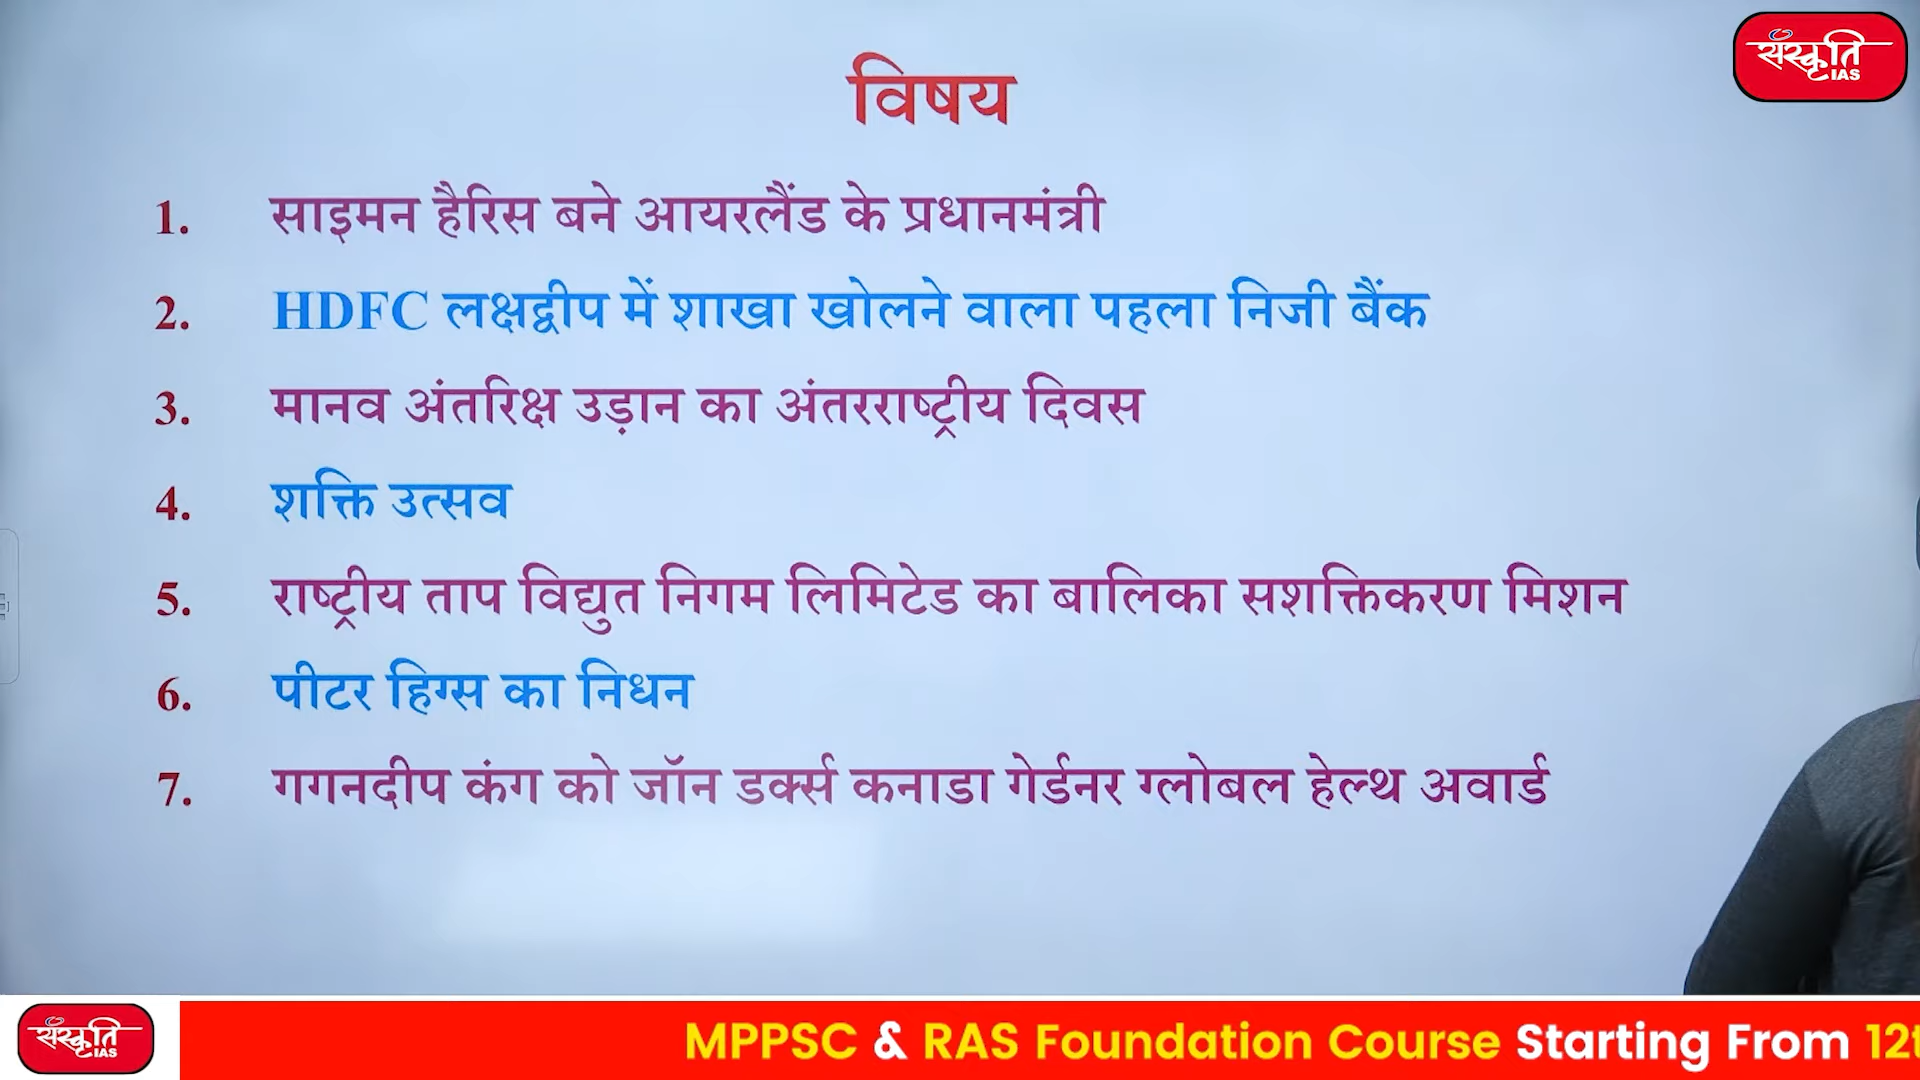 संस्कृति
IAS
विषय
1. साइमन हैरिस बने आयरलैंड के प्रधानमंत्री
2. HDFC लक्षद्वीप में शाखा खोलने वाला पहला निजी बैंक
3. मानव अंतरिक्ष उड़ान का अंतरराष्ट्रीय दिवस
4. शक्ति उत्सव
5. राष्ट्रीय ताप विद्युत निगम लिमिटेड का बालिका सशक्तिकरण मिशन
6. पीटर हिग्स का निधन
7. गगनदीप कंग को जॉन डर्क्स कनाडा गेर्डनर ग्लोबल हेल्थ अवार्ड
संस्कृति
IAS
MPPSC & RAS Foundation Course Starting From 12t